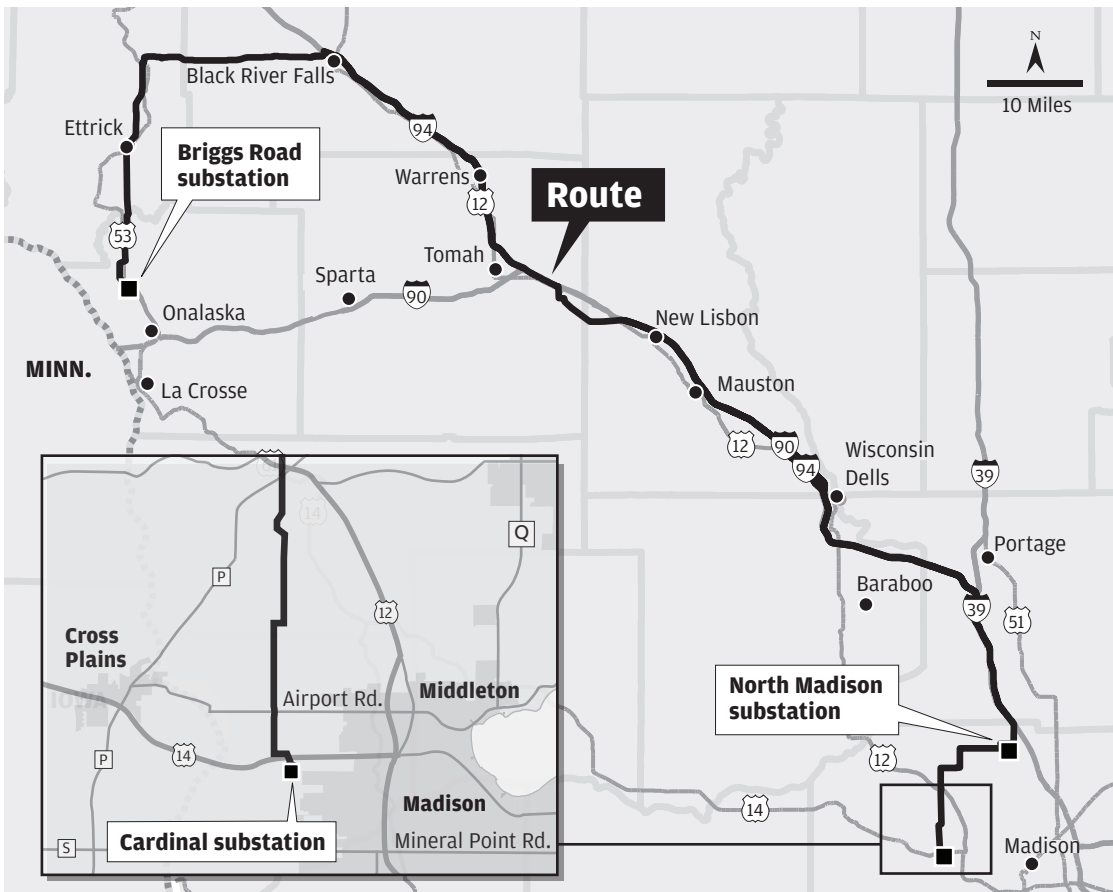 N
10 Miles
Black River Falls
94
Ettrick
Briggs Road
substation
Warrens
12
Route
53
Tomah
Sparta
90
Onalaska
New Lisbon
MINN.
La Crosse
Mauston
12
90
94
Wisconsin
Dells
39
Portage
Baraboo
39
51
North Madison
substation
12
14
Madison
14
Q
P
12
Cross
Plains
IOWA
Airport Rd.
Middleton
P
14
Madison
Cardinal substation
Mineral Point Rd.
S